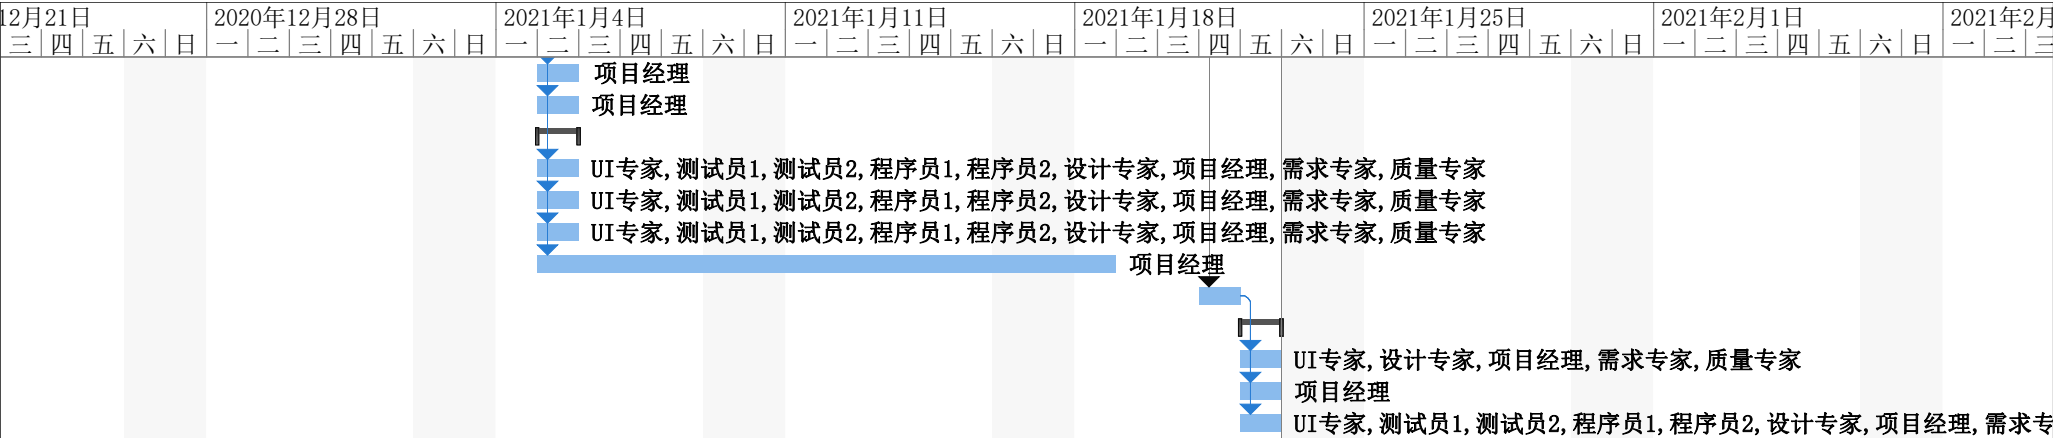 12月21日 2020年12月28日 2021年1月4日 2021年1月11日 2021年1月18日 2021年1月25日 2021年2月1日 2021年2月
三 四 五 六 日 一 二 三 四 五 六 日 一 二 三 四 五 六 日 一 二 三 四 五 六 日 一 二 三 四 五 六 日 一 二 三 四 五 六 日 一 二 三 四 五 六 日 一 二 三
项目经理
项目经理
UI专家,测试员1,测试员2,程序员1,程序员2,设计专家,项目经理,需求专家,质量专家
UI专家,测试员1,测试员2,程序员1,程序员2,设计专家,项目经理,需求专家,质量专家
UI专家,测试员1,测试员2,程序员1,程序员2,设计专家,项目经理,需求专家,质量专家
项目经理
UI专家,设计专家,项目经理,需求专家,质量专家
项目经理
UI专家,测试员1,测试员2,程序员1,程序员2,设计专家,项目经理,需求专